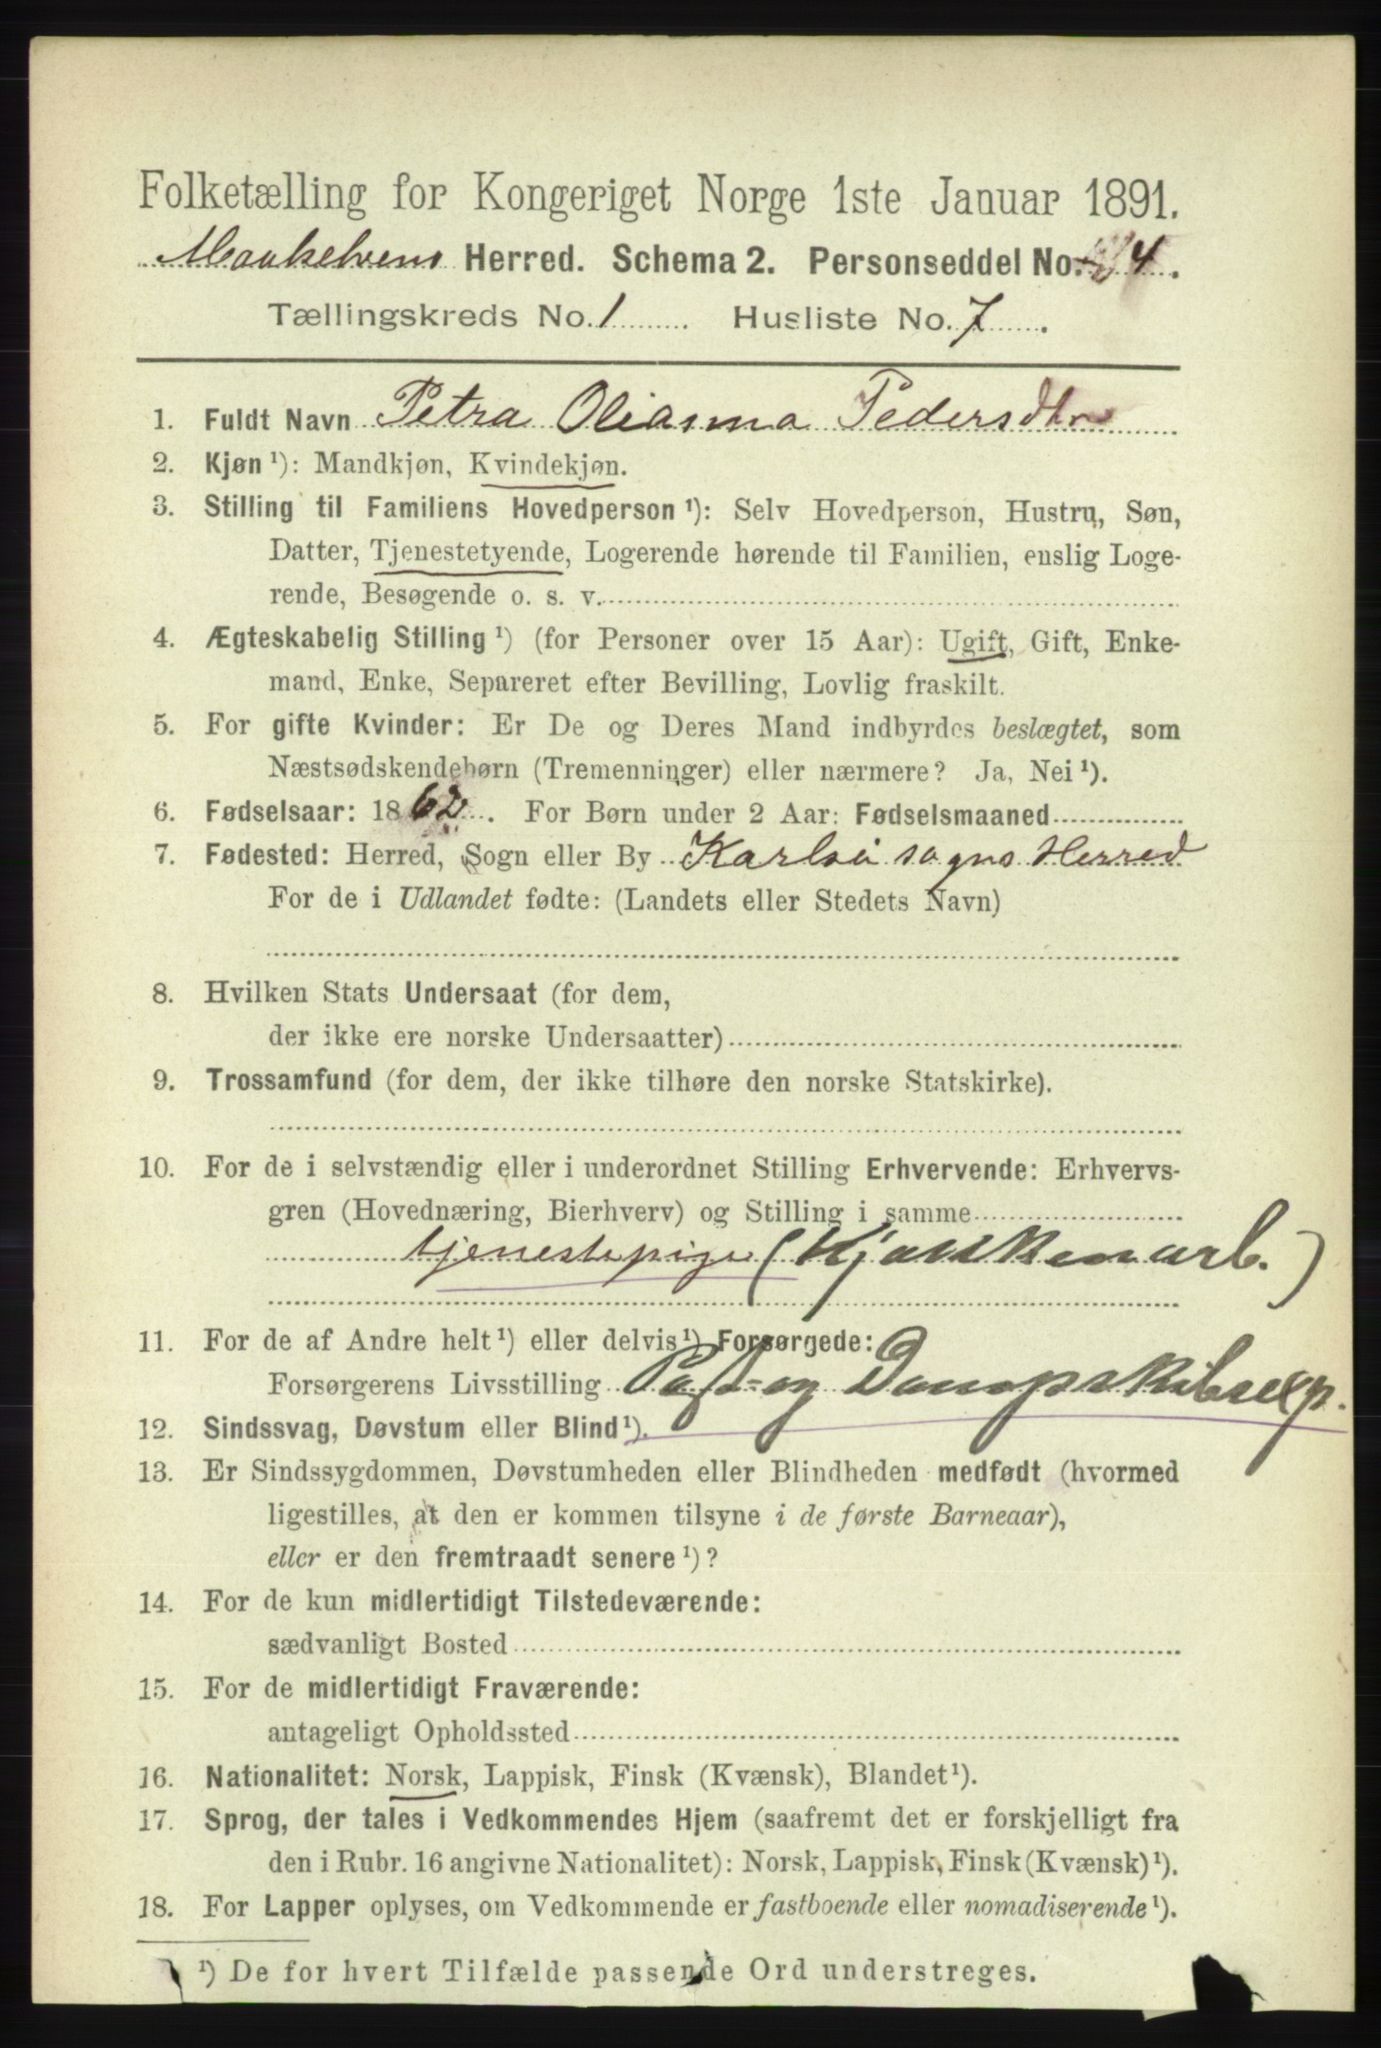 Folketælling for Kongeriget Norge 1ste Januar 1891.
Maakelvens Herred. Schema 2. Personseddel No. 4.
Tællingskreds No. 1. Husliste No. 7.
1. Fuldt Navn Petra Olianna Pedersdtr
2. Kjøn ¹): Mandkjøn, Kvindekjøn.
3. Stilling til Familiens Hovedperson ¹): Selv Hovedperson, Hustru, Søn,
Datter, Tjenestetyende, Logerende hørende til Familien, enslig Loge-
rende, Besøgende o. s. v.
4. Ægteskabelig Stilling ¹) (for Personer over 15 Aar): Ugift, Gift, Enke-
mand, Enke, Separeret efter Bevilling, Lovlig fraskilt.
5. For gifte Kvinder: Er De og Deres Mand indbyrdes beslægtet, som
Næstsødskendebørn (Tremenninger) eller nærmere? Ja, Nei ¹).
6. Fødselsaar: 1862. For Børn under 2 Aar: Fødselsmaaned
7. Fødested: Herred, Sogn eller By Karlsø sogns Herred
For de i Udlandet fødte: (Landets eller Stedets Navn)
8. Hvilken Stats Undersaat (for dem,
der ikke ere norske Undersaatter)
9. Trossamfund (for dem, der ikke tilhøre den norske Statskirke).
10. For de i selvstændig eller i underordnet Stilling Erhvervende: Erhvervs-
gren (Hovednæring, Bierhverv) og Stilling i samme
tjenestepige (Kjøkkenarb.)
11. For de af Andre helt ¹) eller delvis ¹) Forsørgede:
Forsørgerens Livsstilling Post- og Dampskibsexp.
12. Sindssvag, Døvstum eller Blind ¹).
13. Er Sindssygdommen, Døvstumheden eller Blindheden medfødt (hvormed
ligestilles, at den er kommen tilsyne i de første Barneaar),
eller er den fremtraadt senere ¹)?
14. For de kun midlertidigt Tilstedeværende:
sædvanligt Bosted
15. For de midlertidigt Fraværende:
antageligt Opholdssted
16. Nationalitet: Norsk, Lappisk, Finsk (Kvænsk), Blandet ¹).
17. Sprog, der tales i Vedkommendes Hjem (saafremt det er forskjelligt fra
den i Rubr. 16 angivne Nationalitet): Norsk, Lappisk, Finsk (Kvænsk) ¹).
18. For Lapper oplyses, om Vedkommende er fastboende eller nomadiserende ¹).
¹) De for hvert Tilfælde passende Ord understreges.